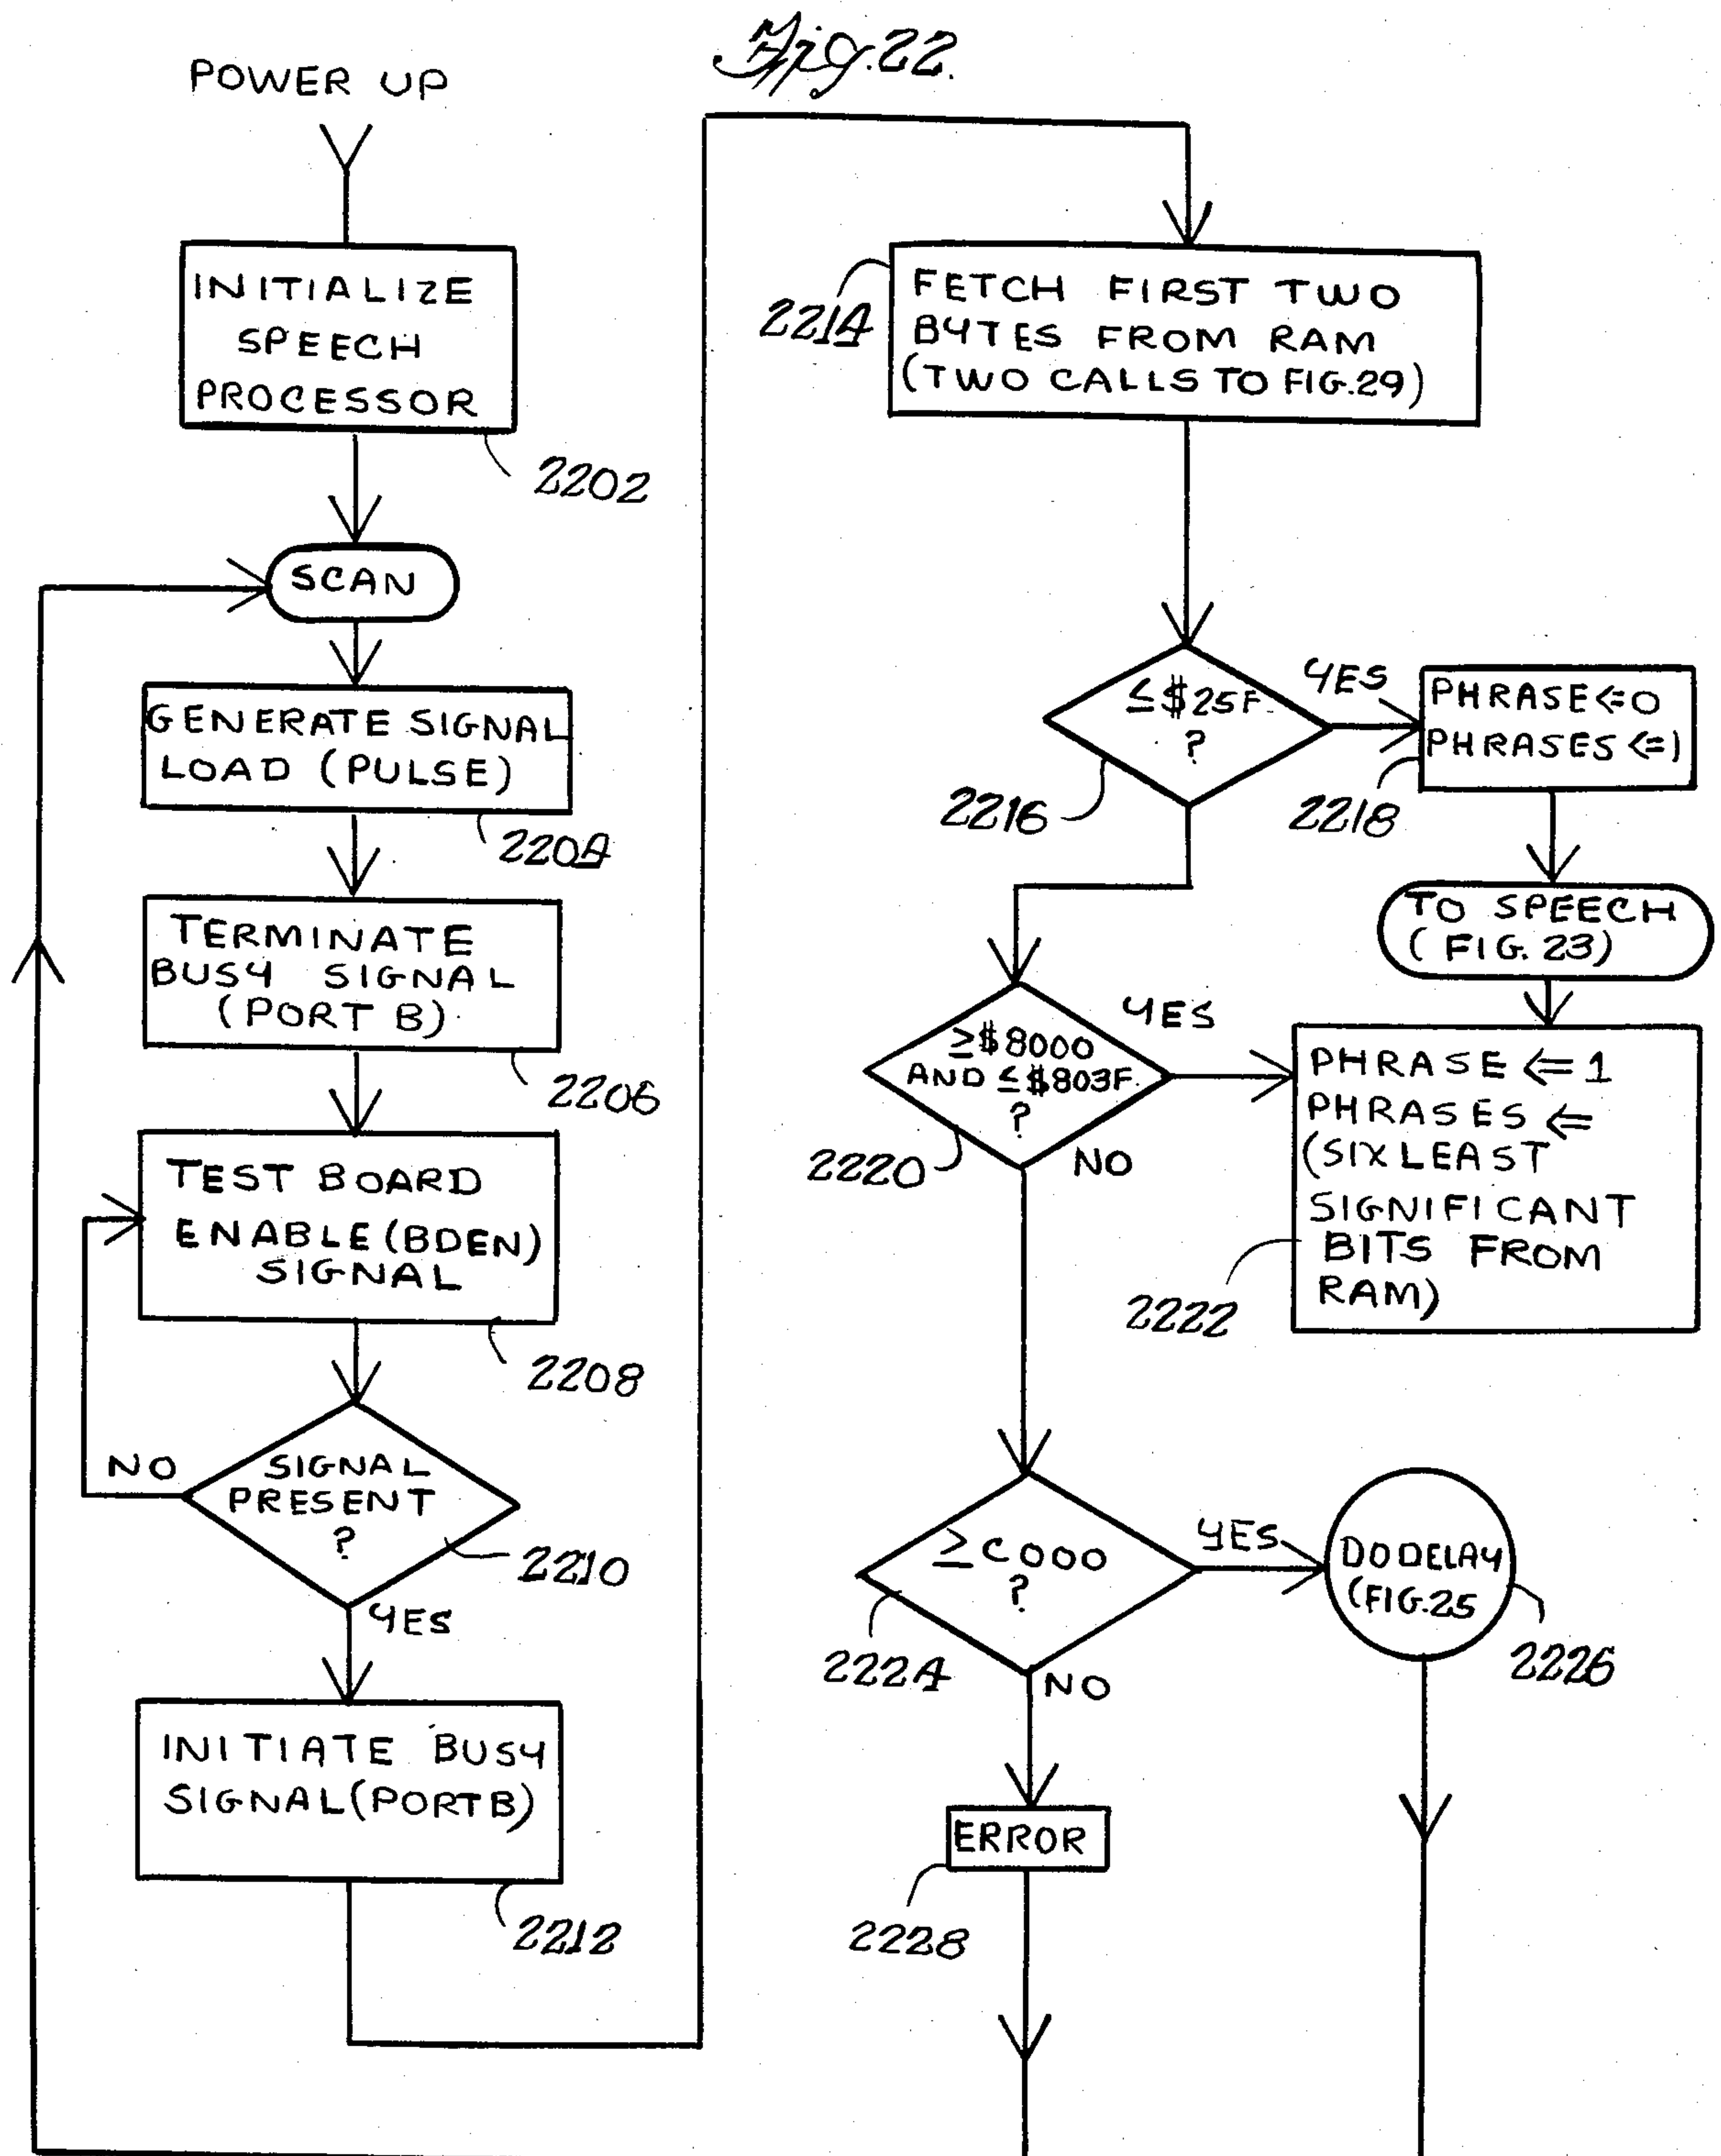 Fig. 22.
POWER UP
INITIALIZE
SPEECH
PROCESSOR
2202
SCAN
GENERATE SIGNAL
LOAD (PULSE)
2204
TERMINATE
BUSY SIGNAL
(PORT B)
2206
TEST BOARD
ENABLE (BDEN)
SIGNAL
2208
SIGNAL
PRESENT
?
NO
2210
YES
INITIATE BUSY
SIGNAL (PORT B)
2212
FETCH FIRST TWO
BYTES FROM RAM
(TWO CALLS TO FIG. 29)
2214
≤$25F
?
YES
2216
PHRASE⇐0
PHRASES⇐1
2218
TO SPEECH
(FIG. 23)
≥$8000
AND ≤$803F
?
YES
2220
NO
PHRASE ⇐ 1
PHRASES ⇐
(SIX LEAST
SIGNIFICANT
BITS FROM
RAM)
2222
≥C000
?
YES
2224
NO
DO DELAY
(FIG. 25
2226
ERROR
2228